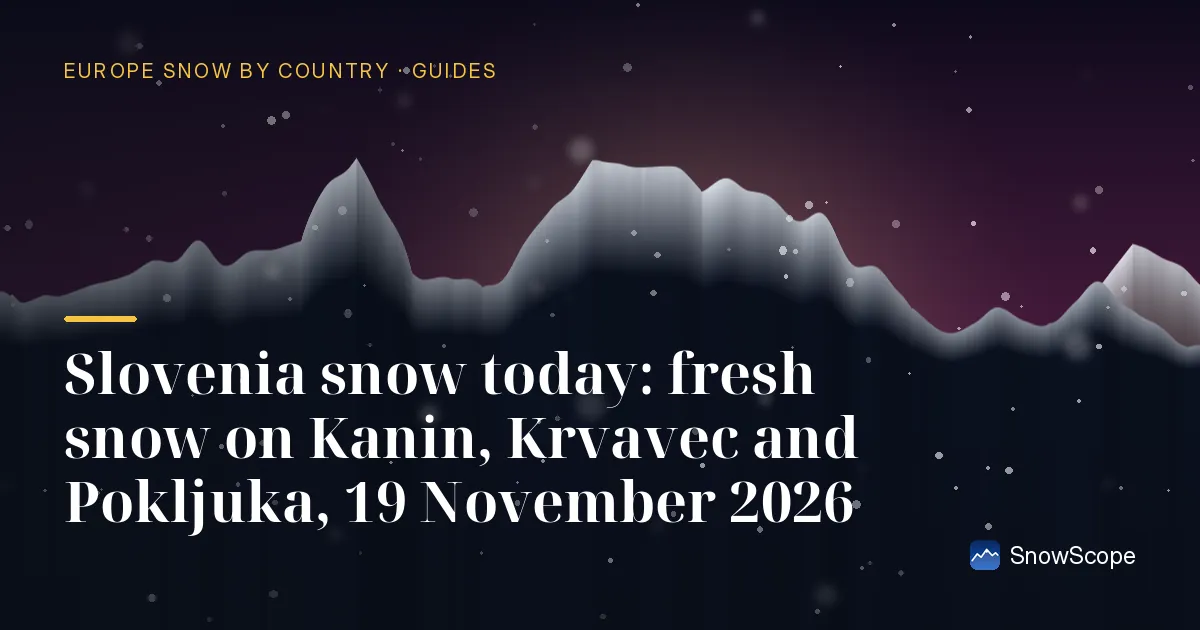 EUROPE SNOW BY COUNTRY · GUIDES
Slovenia snow today: fresh
snow on Kanin, Krvavec and
Pokljuka, 19 November 2026
SnowScope